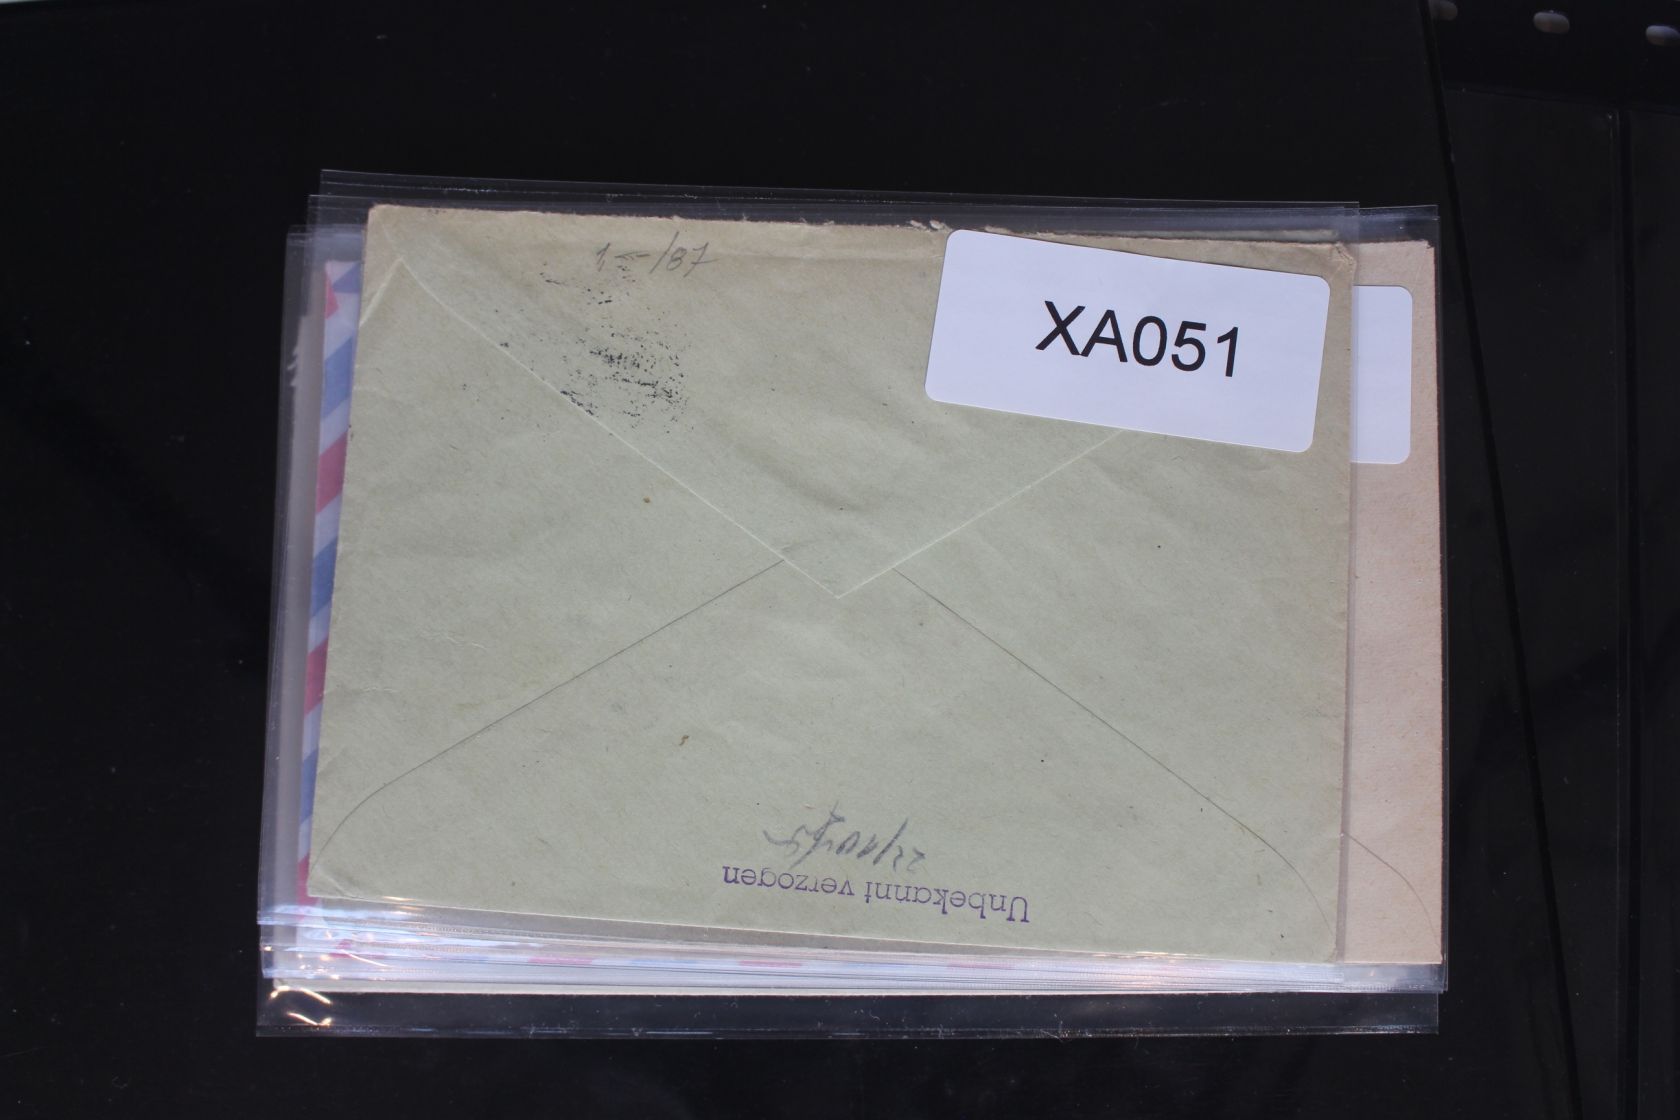 1 — /87
XA051
Unbekannt verzogen